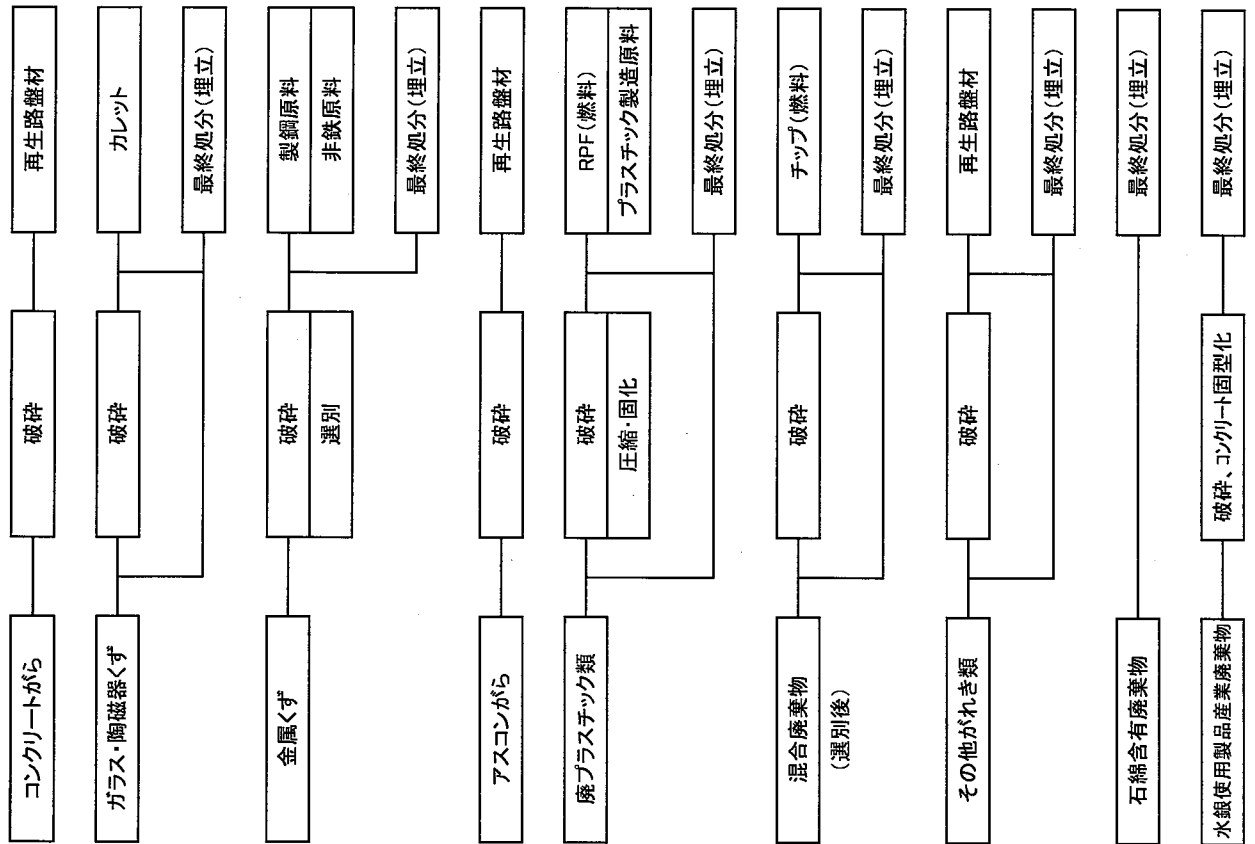 コンクリートがら
破砕
再生路盤材
ガラス・陶磁器くず
破砕
カレット
最終処分(埋立)
金属くず
破砕
選別
製鋼原料
非鉄原料
最終処分(埋立)
アスコンがら
破砕
再生路盤材
廃プラスチック類
破砕
圧縮・固化
RPF(燃料)
プラスチック製造原料
最終処分(埋立)
混合廃棄物
(選別後)
破砕
チップ(燃料)
最終処分(埋立)
その他がれき類
破砕
再生路盤材
最終処分(埋立)
石綿含有廃棄物
最終処分(埋立)
水銀使用製品産業廃棄物
破砕、コンクリート固型化
最終処分(埋立)